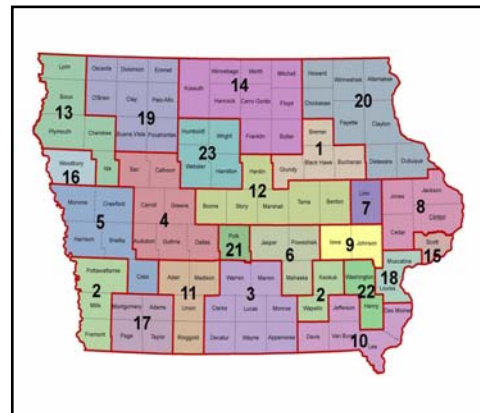 Lyon Osceola Dickinson Emmet Winnebago Worth Mitchell Howard Winneshiek Allamakee
14
Sioux O'Brien Clay Palo Alto Kossuth Hancock Cerro Gordo Floyd Chickasaw 20
13 19
Plymouth Cherokee Buena Vista Pocahontas Humboldt Wright Franklin Butler Bremer Fayette Clayton
23 1
Woodbury Ida Sac Calhoun Webster Hamilton Hardin Grundy Black Hawk Buchanan Delaware Dubuque
16 12
Monona Crawford Carroll Greene Boone Story Marshall Tama Benton Linn Jones Jackson
5 4 7 8
Harrison Shelby Audubon Guthrie Dallas Polk Jasper Poweshiek Iowa Johnson Cedar Clinton
21 6 9 Scott 15
Pottawattamie Cass Adair Madison Warren Marion Mahaska Keokuk Washington Muscatine
2 11 3 2 22 18
Mills Montgomery Adams Union Clarke Lucas Monroe Wapello Jefferson Henry Louisa Des Moines
17 10
Fremont Page Taylor Ringgold Decatur Wayne Appanoose Davis Van Buren Lee